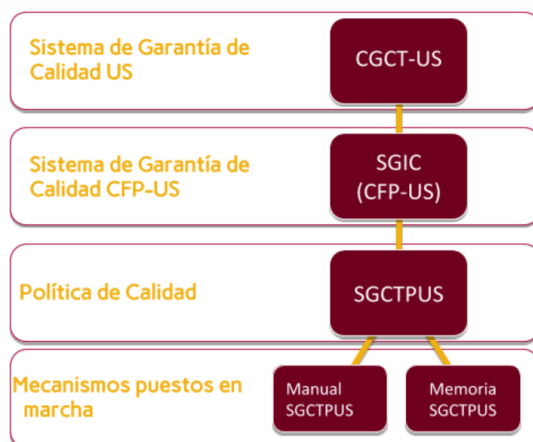 Sistema de Garantía de
Calidad US
CGCT-US
Sistema de Garantía de
Calidad CFP-US
SGIC
(CFP-US)
Política de Calidad
SGCTPUS
Mecanismos puestos en
marcha
Manual
SGCTPUS
Memoria
SGCTPUS